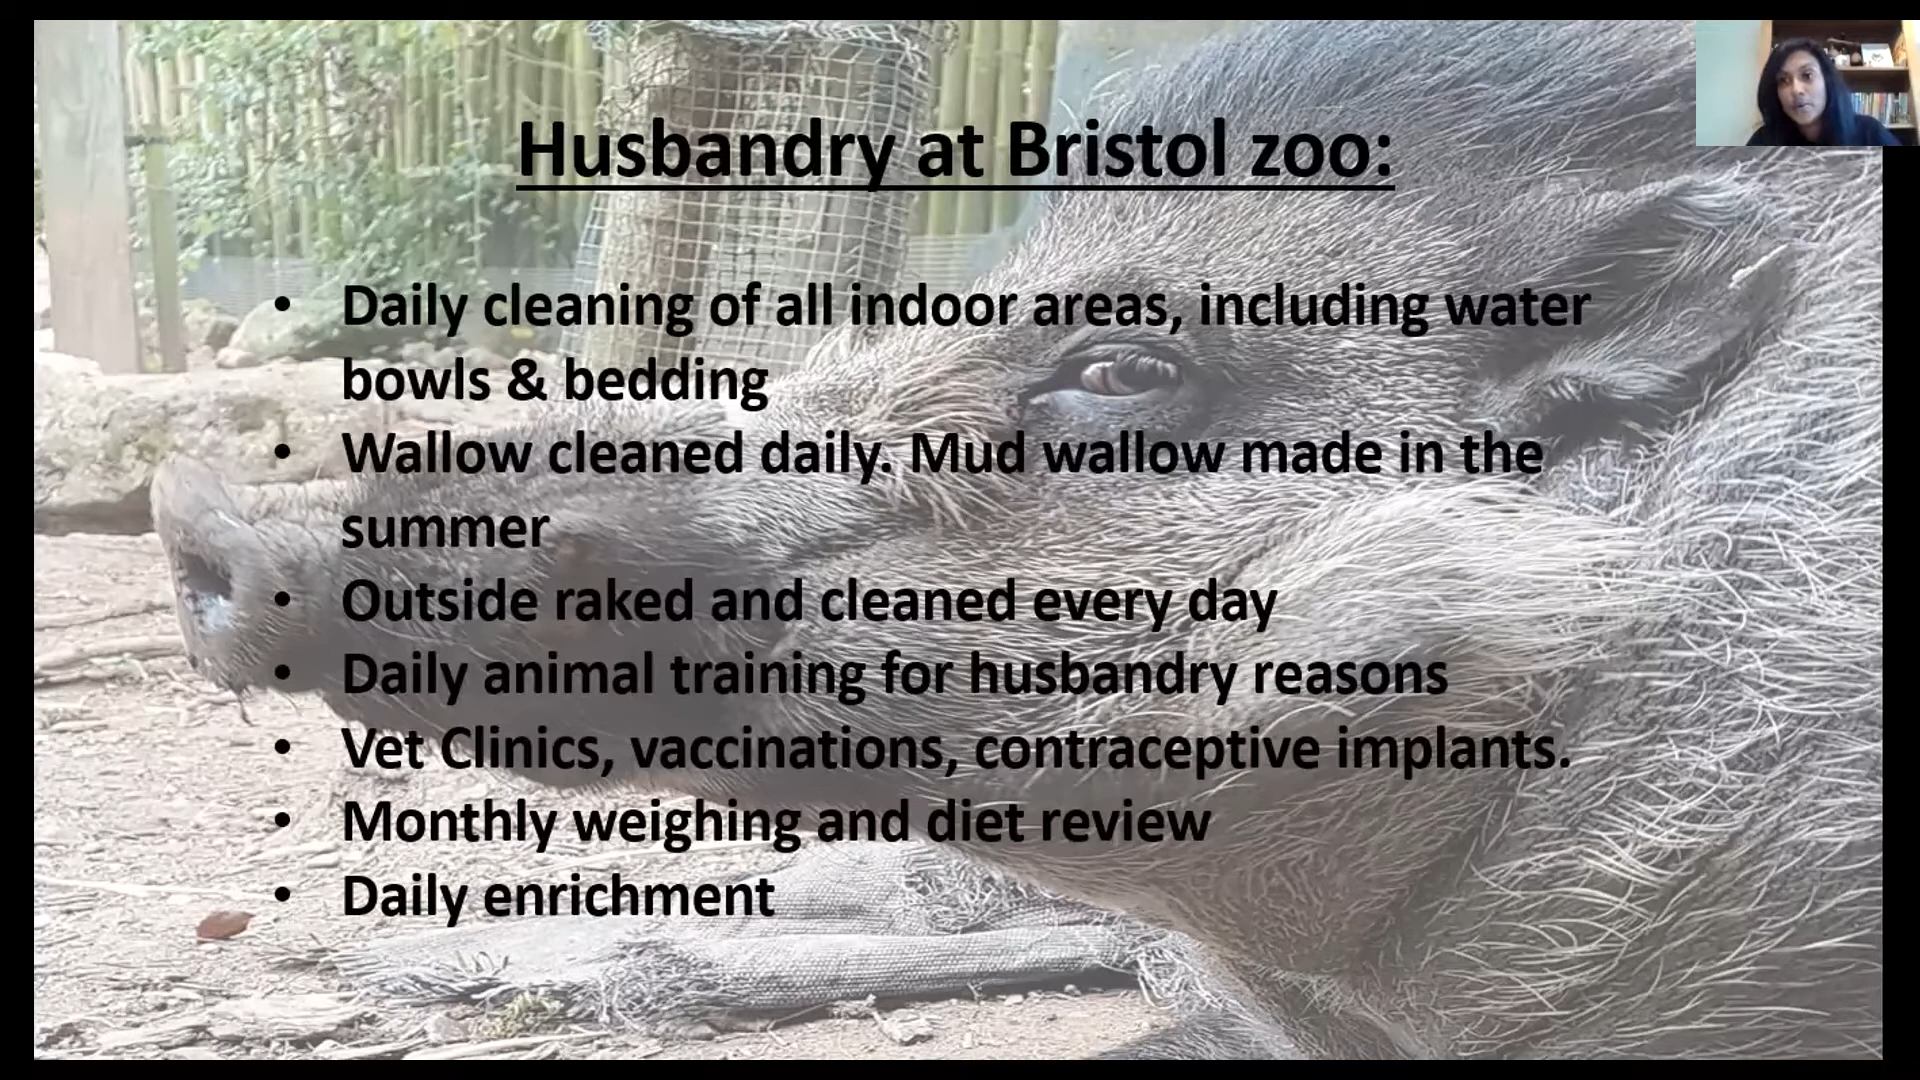 Husbandry at Bristol zoo:
• Daily cleaning of all indoor areas, including water
bowls & bedding
• Wallow cleaned daily. Mud wallow made in the
summer
• Outside raked and cleaned every day
• Daily animal training for husbandry reasons
• Vet Clinics, vaccinations, contraceptive implants.
• Monthly weighing and diet review
• Daily enrichment